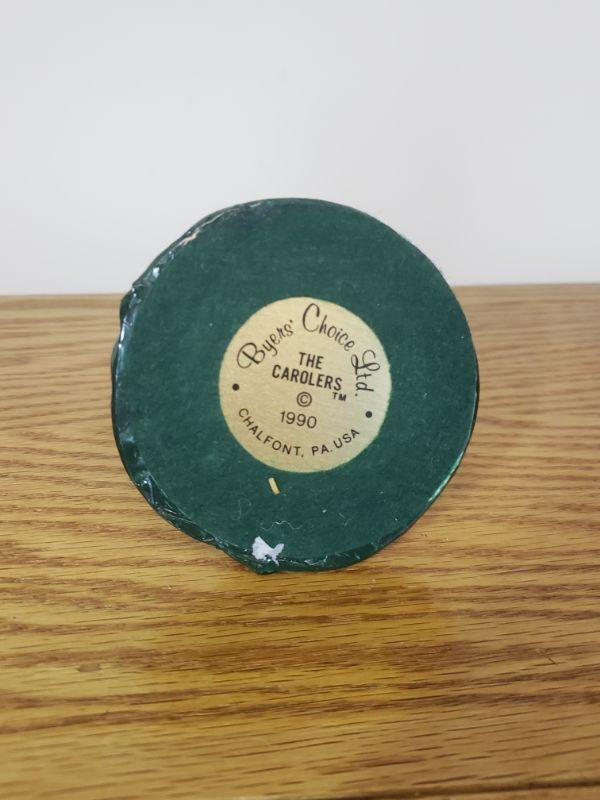 Byers' Choice Ltd.
THE
CAROLERS ™
©
1990
CHALFONT, PA. USA